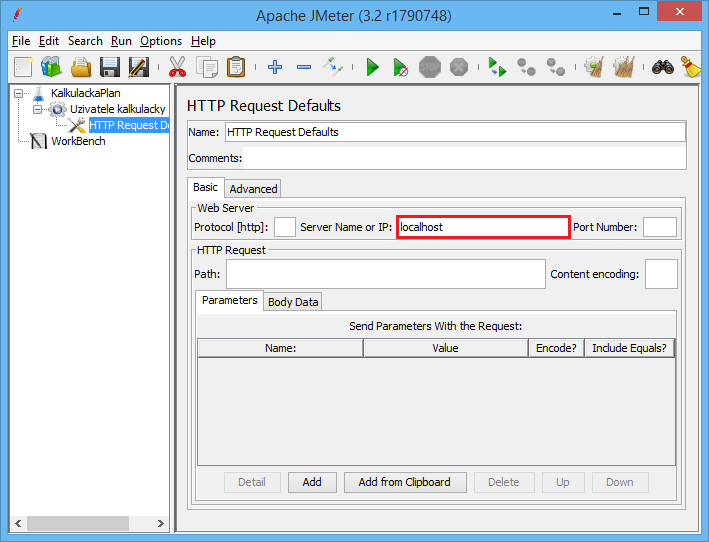 Apache JMeter (3.2 r1790748)
File Edit Search Run Options Help
KalkulackaPlan
Uzivatele kalkulacky
HTTP Request De
WorkBench
HTTP Request Defaults
Name: HTTP Request Defaults
Comments:
Basic Advanced
Web Server
Protocol [http]: Server Name or IP: localhost Port Number:
HTTP Request
Path: Content encoding:
Parameters Body Data
Send Parameters With the Request:
Name: Value Encode? Include Equals?
Detail Add Add from Clipboard Delete Up Down